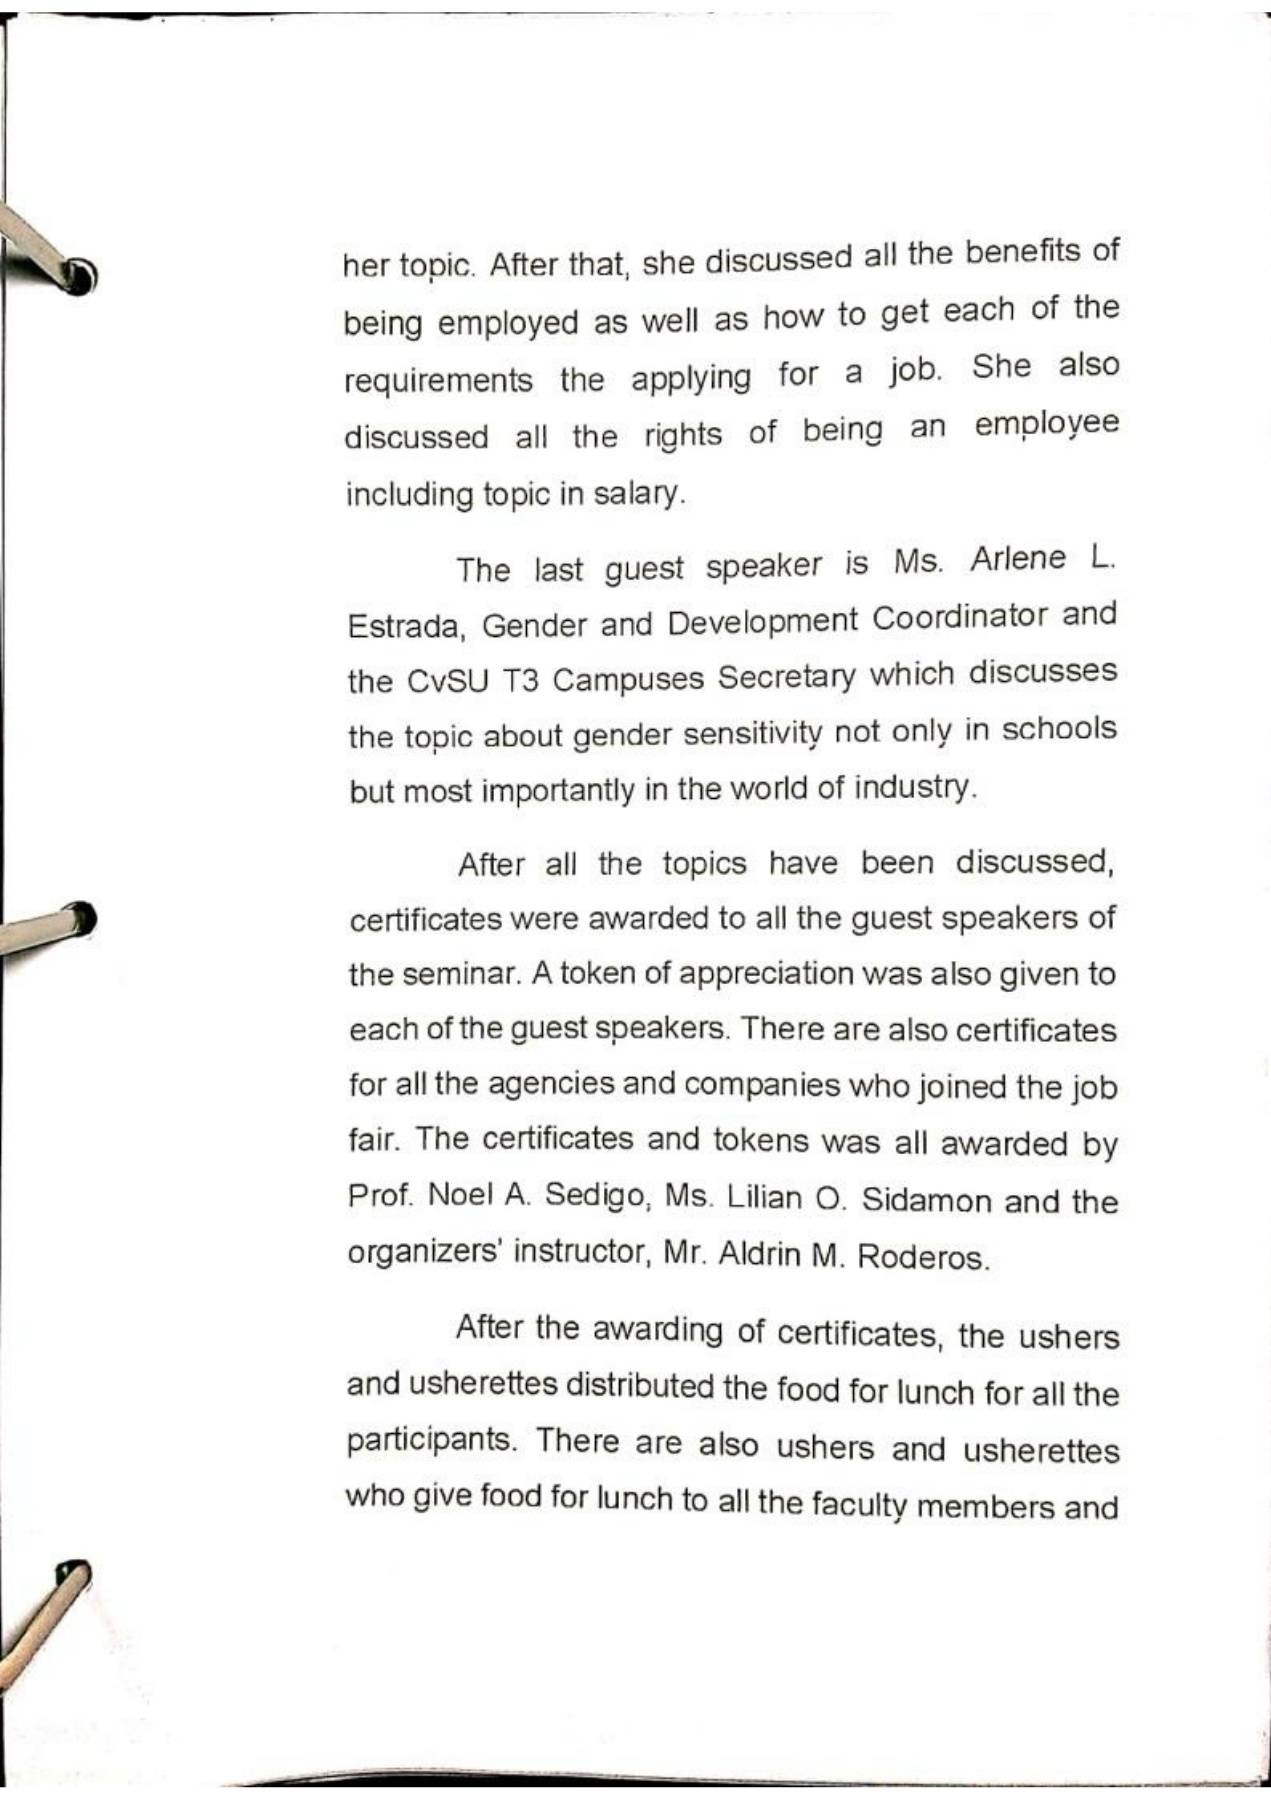 her topic. After that, she discussed all the benefits of
being employed as well as how to get each of the
requirements the applying for a job. She also
discussed all the rights of being an employee
including topic in salary.
The last guest speaker is Ms. Arlene L.
Estrada, Gender and Development Coordinator and
the CvSU T3 Campuses Secretary which discusses
the topic about gender sensitivity not only in schools
but most importantly in the world of industry.
After all the topics have been discussed,
certificates were awarded to all the guest speakers of
the seminar. A token of appreciation was also given to
each of the guest speakers. There are also certificates
for all the agencies and companies who joined the job
fair. The certificates and tokens was all awarded by
Prof. Noel A. Sedigo, Ms. Lilian O. Sidamon and the
organizers' instructor, Mr. Aldrin M. Roderos.
After the awarding of certificates, the ushers
and usherettes distributed the food for lunch for all the
participants. There are also ushers and usherettes
who give food for lunch to all the faculty members and